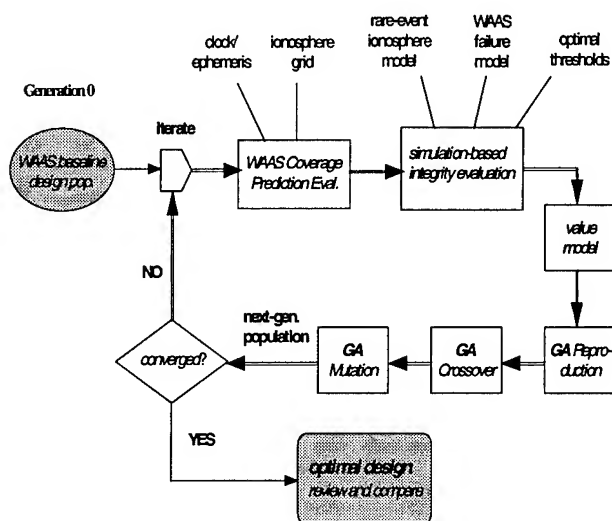 rare-event
ionosphere
model
WAAS
failure
model
optimal
thresholds
clock/
ephemeris
ionosphere
grid
Generation 0
Iterate
WAAS baseline
design pop.
WAAS Coverage
Prediction Eval.
simulation-based
integrity evaluation
value
model
NO
next-gen.
population
converged?
GA
Mutation
GA
Crossover
GA Repro-
duction
YES
optimal design
review and compare